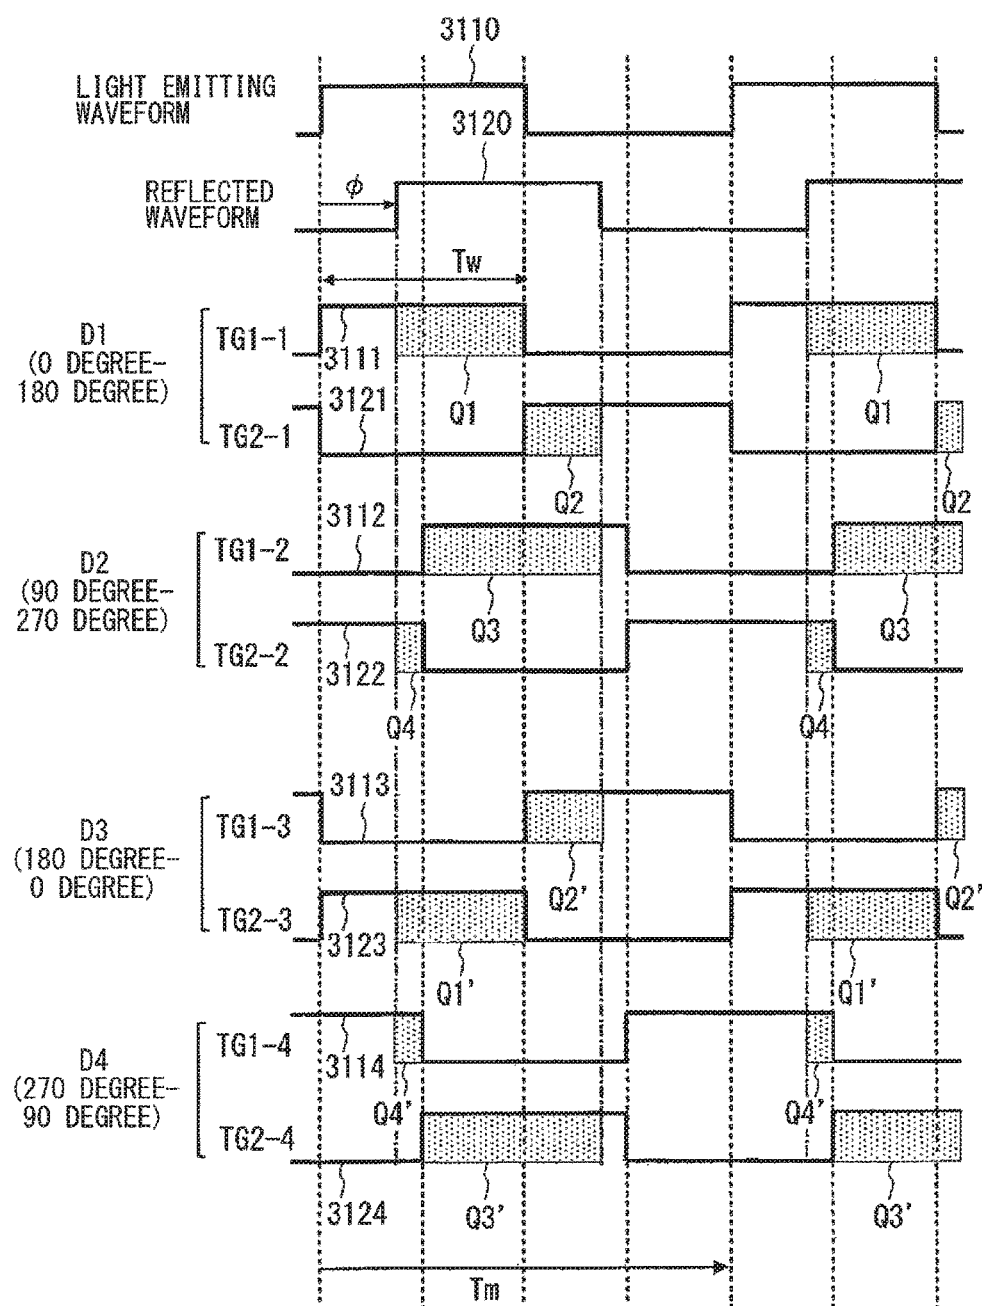 3110
LIGHT EMITTING
WAVEFORM
3120
REFLECTED
WAVEFORM
ϕ
Tw
D1
(0 DEGREE-
180 DEGREE)
TG1-1
3111
Q1
Q1
3121
TG2-1
Q2
Q2
3112
D2
(90 DEGREE-
270 DEGREE)
TG1-2
Q3
Q3
TG2-2
3122
Q4
Q4
3113
D3
(180 DEGREE-
0 DEGREE)
TG1-3
Q2'
Q2'
TG2-3
3123
Q1'
Q1'
D4
(270 DEGREE-
90 DEGREE)
TG1-4
3114
Q4'
Q4'
TG2-4
3124
Q3'
Q3'
Tm